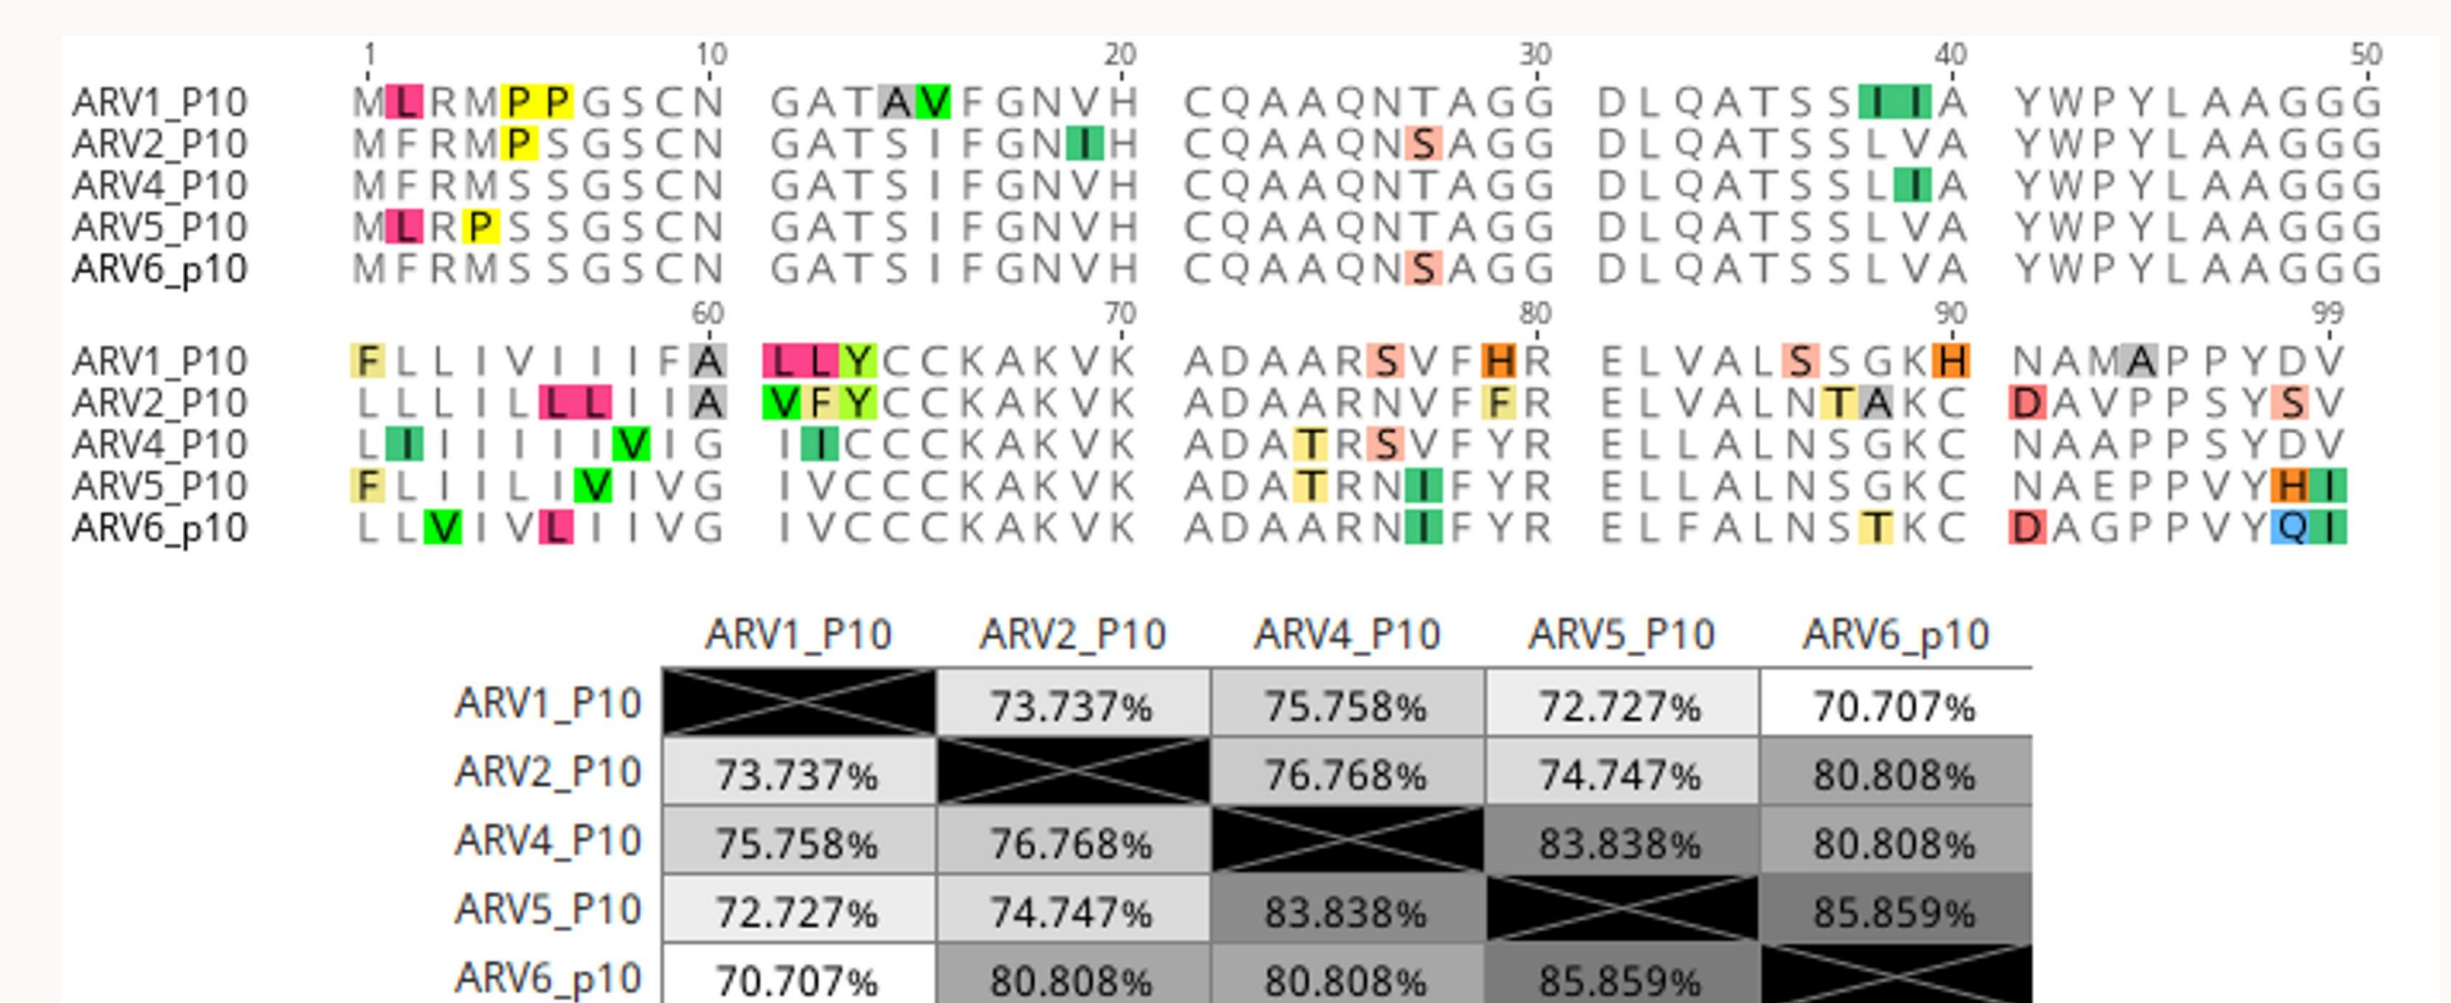 1 10 20 30 40 50
ARV1_P10 MLRMPPGSCN GATAVFGNVH CQAAQNTAGG DLQATSSIIA YWPYLAAGGG
ARV2_P10 MFRMPSGSCN GATSIFGNIH CQAAQNSAGG DLQATSSLVA YWPYLAAGGG
ARV4_P10 MFRMSSGSCN GATSIFGNVH CQAAQNTAGG DLQATSSLIA YWPYLAAGGG
ARV5_P10 MLRPSSGSCN GATSIFGNVH CQAAQNTAGG DLQATSSLVA YWPYLAAGGG
ARV6_p10 MFRMSSGSCN GATSIFGNVH CQAAQNSAGG DLQATSSLVA YWPYLAAGGG
60 70 80 90 99
ARV1_P10 FLLIVIIIFA LLYCCKAKVK ADAARSVFHR ELVALSSGKH NAMAPPYDV
ARV2_P10 LLLILLLIIA VFYCCKAKVK ADAARNVFFR ELVALNTAKC DAVPPSYSV
ARV4_P10 LIIIIIIVIG IICCCKAKVK ADATRSVFYR ELLALNSGKC NAAPPSYDV
ARV5_P10 FLIILIVIVG IVCCCKAKVK ADATRNIFYR ELLALNSGKC NAEPPVYHI
ARV6_p10 LLVIVLIIVG IVCCCKAKVK ADAARNIFYR ELFALNSTKC DAGPPVYQI
ARV1_P10 ARV2_P10 ARV4_P10 ARV5_P10 ARV6_p10
ARV1_P10 73.737% 75.758% 72.727% 70.707%
ARV2_P10 73.737% 76.768% 74.747% 80.808%
ARV4_P10 75.758% 76.768% 83.838% 80.808%
ARV5_P10 72.727% 74.747% 83.838% 85.859%
ARV6_p10 70.707% 80.808% 80.808% 85.859%